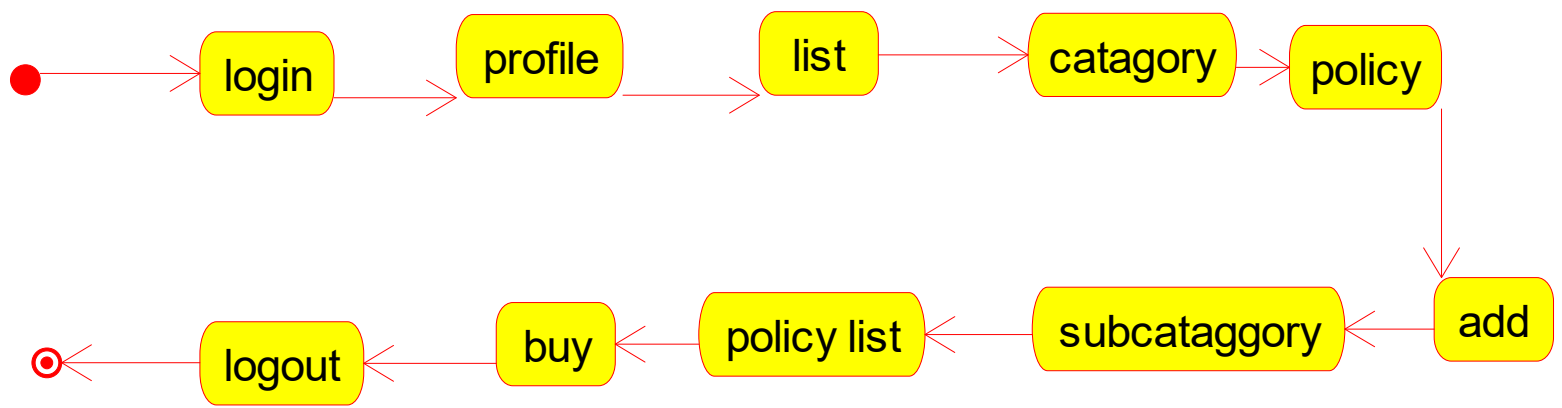 login
profile
list
catagory
policy
add
subcataggory
policy list
buy
logout